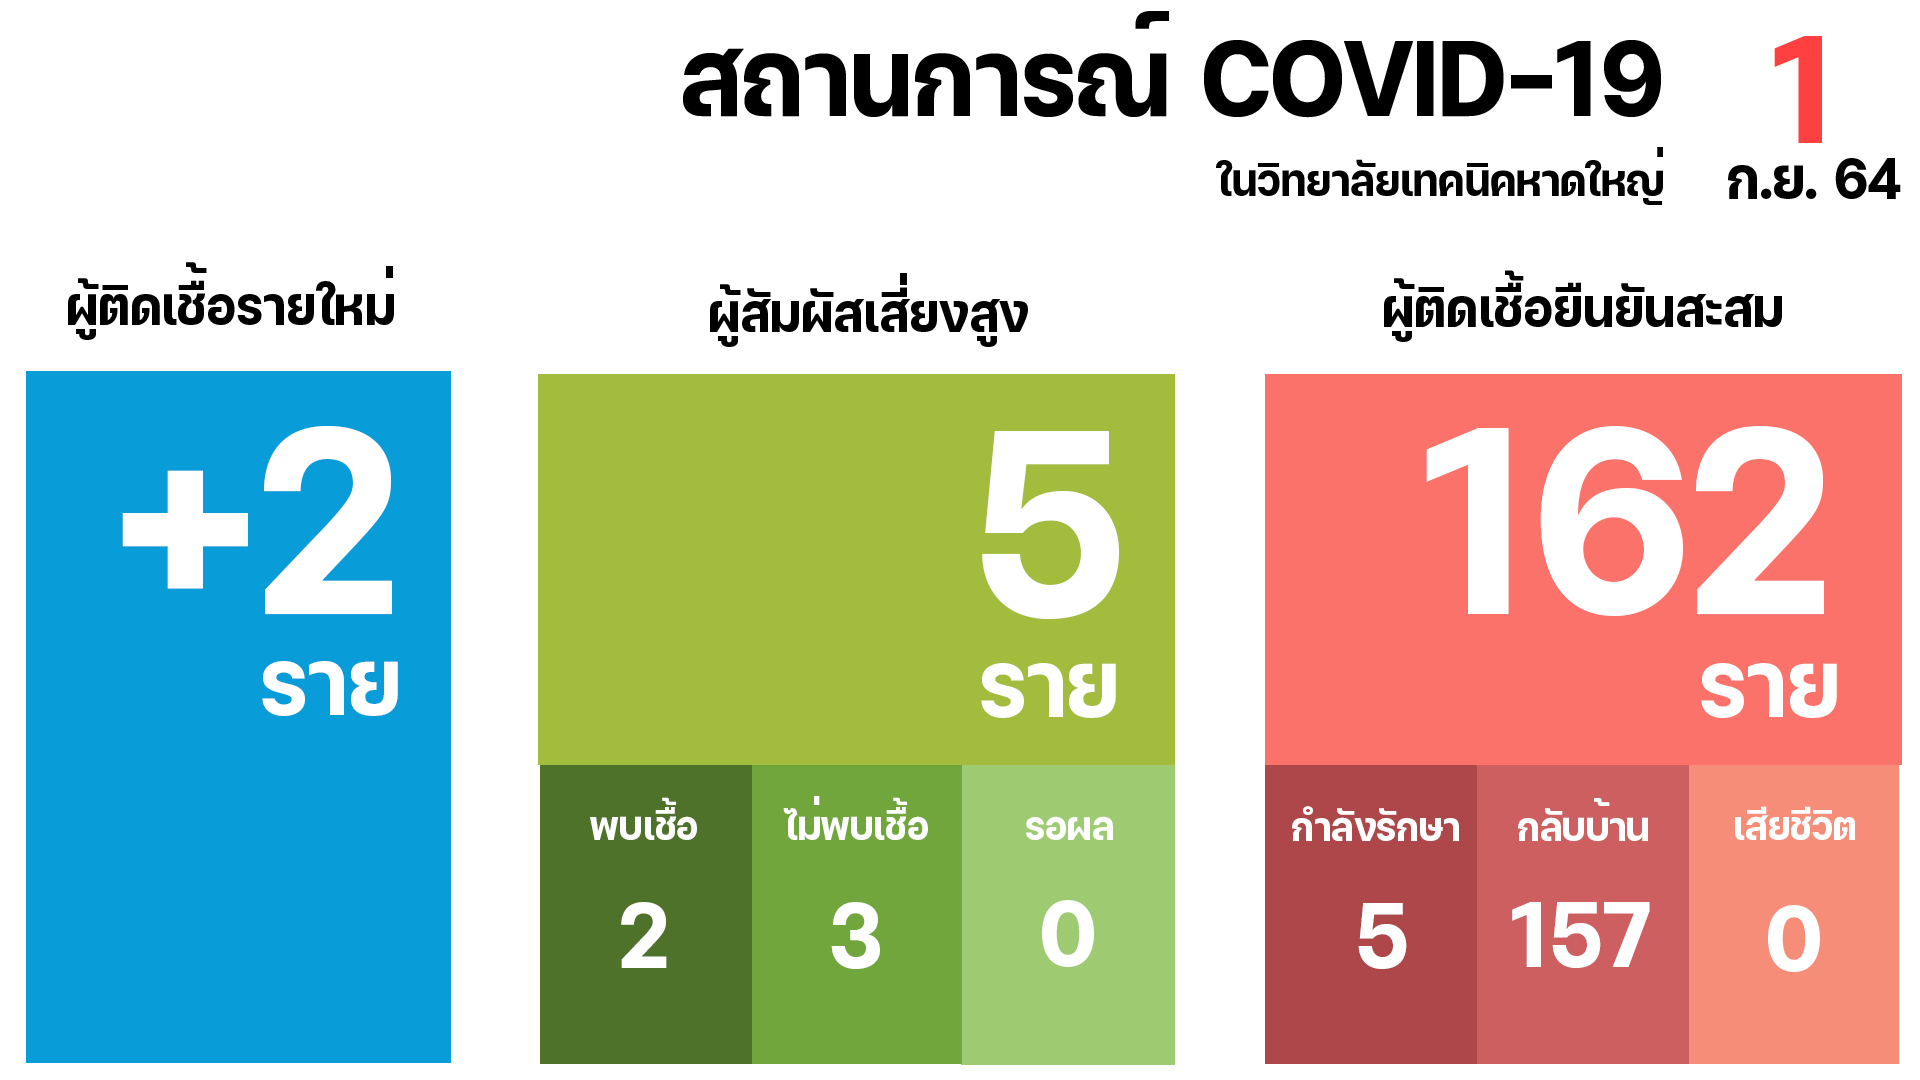 สถานการณ์ COVID-19
ในวิทยาลัยเทคนิคหาดใหญ่
1
ก.ย. 64
ผู้ติดเชื้อรายใหม่
+2
ราย
ผู้สัมผัสเสี่ยงสูง
5
ราย
พบเชื้อ
2
ไม่พบเชื้อ
3
รอผล
0
ผู้ติดเชื้อยืนยันสะสม
162
ราย
กำลังรักษา
5
กลับบ้าน
157
เสียชีวิต
0